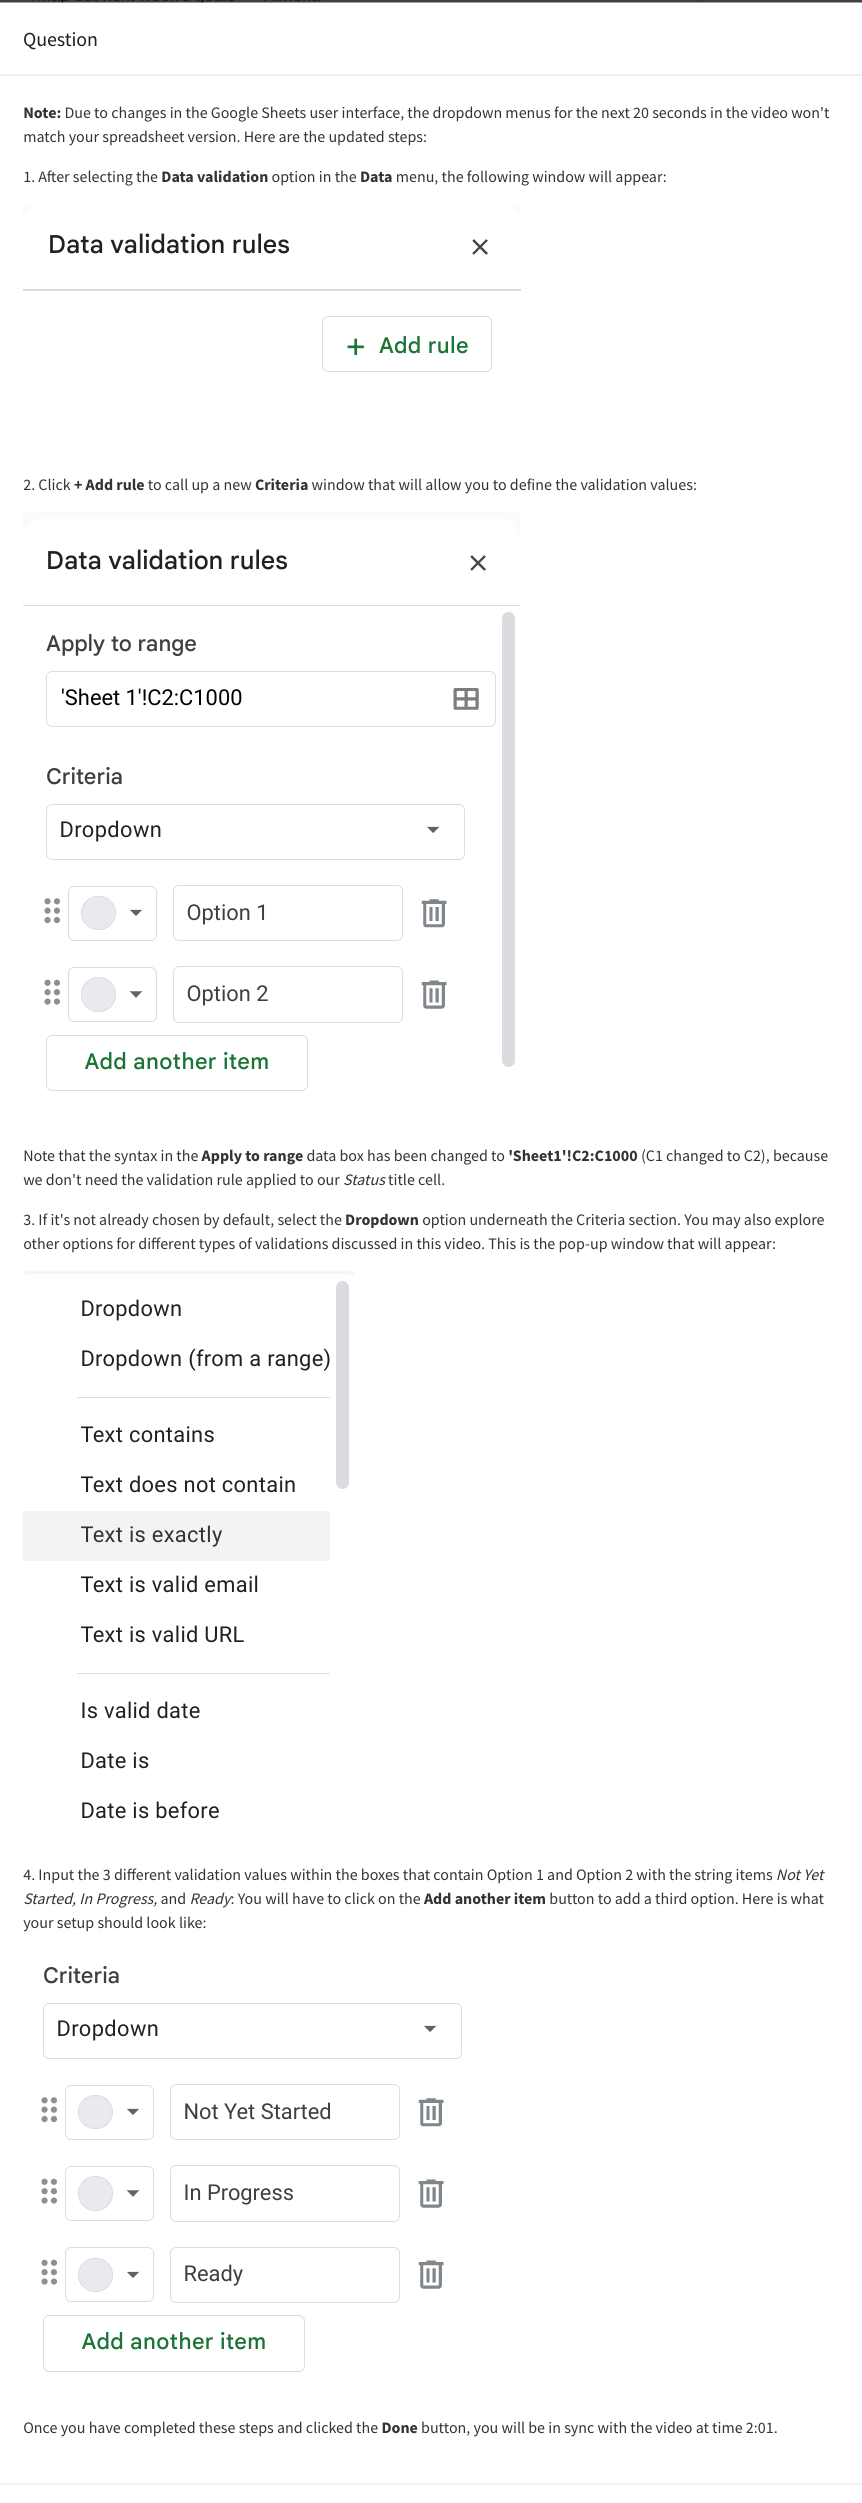 Question
Note: Due to changes in the Google Sheets user interface, the dropdown menus for the next 20 seconds in the video won't
match your spreadsheet version. Here are the updated steps:
1. After selecting the Data validation option in the Data menu, the following window will appear:
Data validation rules
+ Add rule
2. Click + Add rule to call up a new Criteria window that will allow you to define the validation values:
Data validation rules
Apply to range
'Sheet 1'!C2:C1000
Criteria
Dropdown
Option 1
Option 2
Add another item
Note that the syntax in the Apply to range data box has been changed to 'Sheet1'!C2:C1000 (C1 changed to C2), because
we don't need the validation rule applied to our Status title cell.
3. If it's not already chosen by default, select the Dropdown option underneath the Criteria section. You may also explore
other options for different types of validations discussed in this video. This is the pop-up window that will appear:
Dropdown
Dropdown (from a range)
Text contains
Text does not contain
Text is exactly
Text is valid email
Text is valid URL
Is valid date
Date is
Date is before
4. Input the 3 different validation values within the boxes that contain Option 1 and Option 2 with the string items Not Yet
Started, In Progress, and Ready: You will have to click on the Add another item button to add a third option. Here is what
your setup should look like:
Criteria
Dropdown
Not Yet Started
In Progress
Ready
Add another item
Once you have completed these steps and clicked the Done button, you will be in sync with the video at time 2:01.